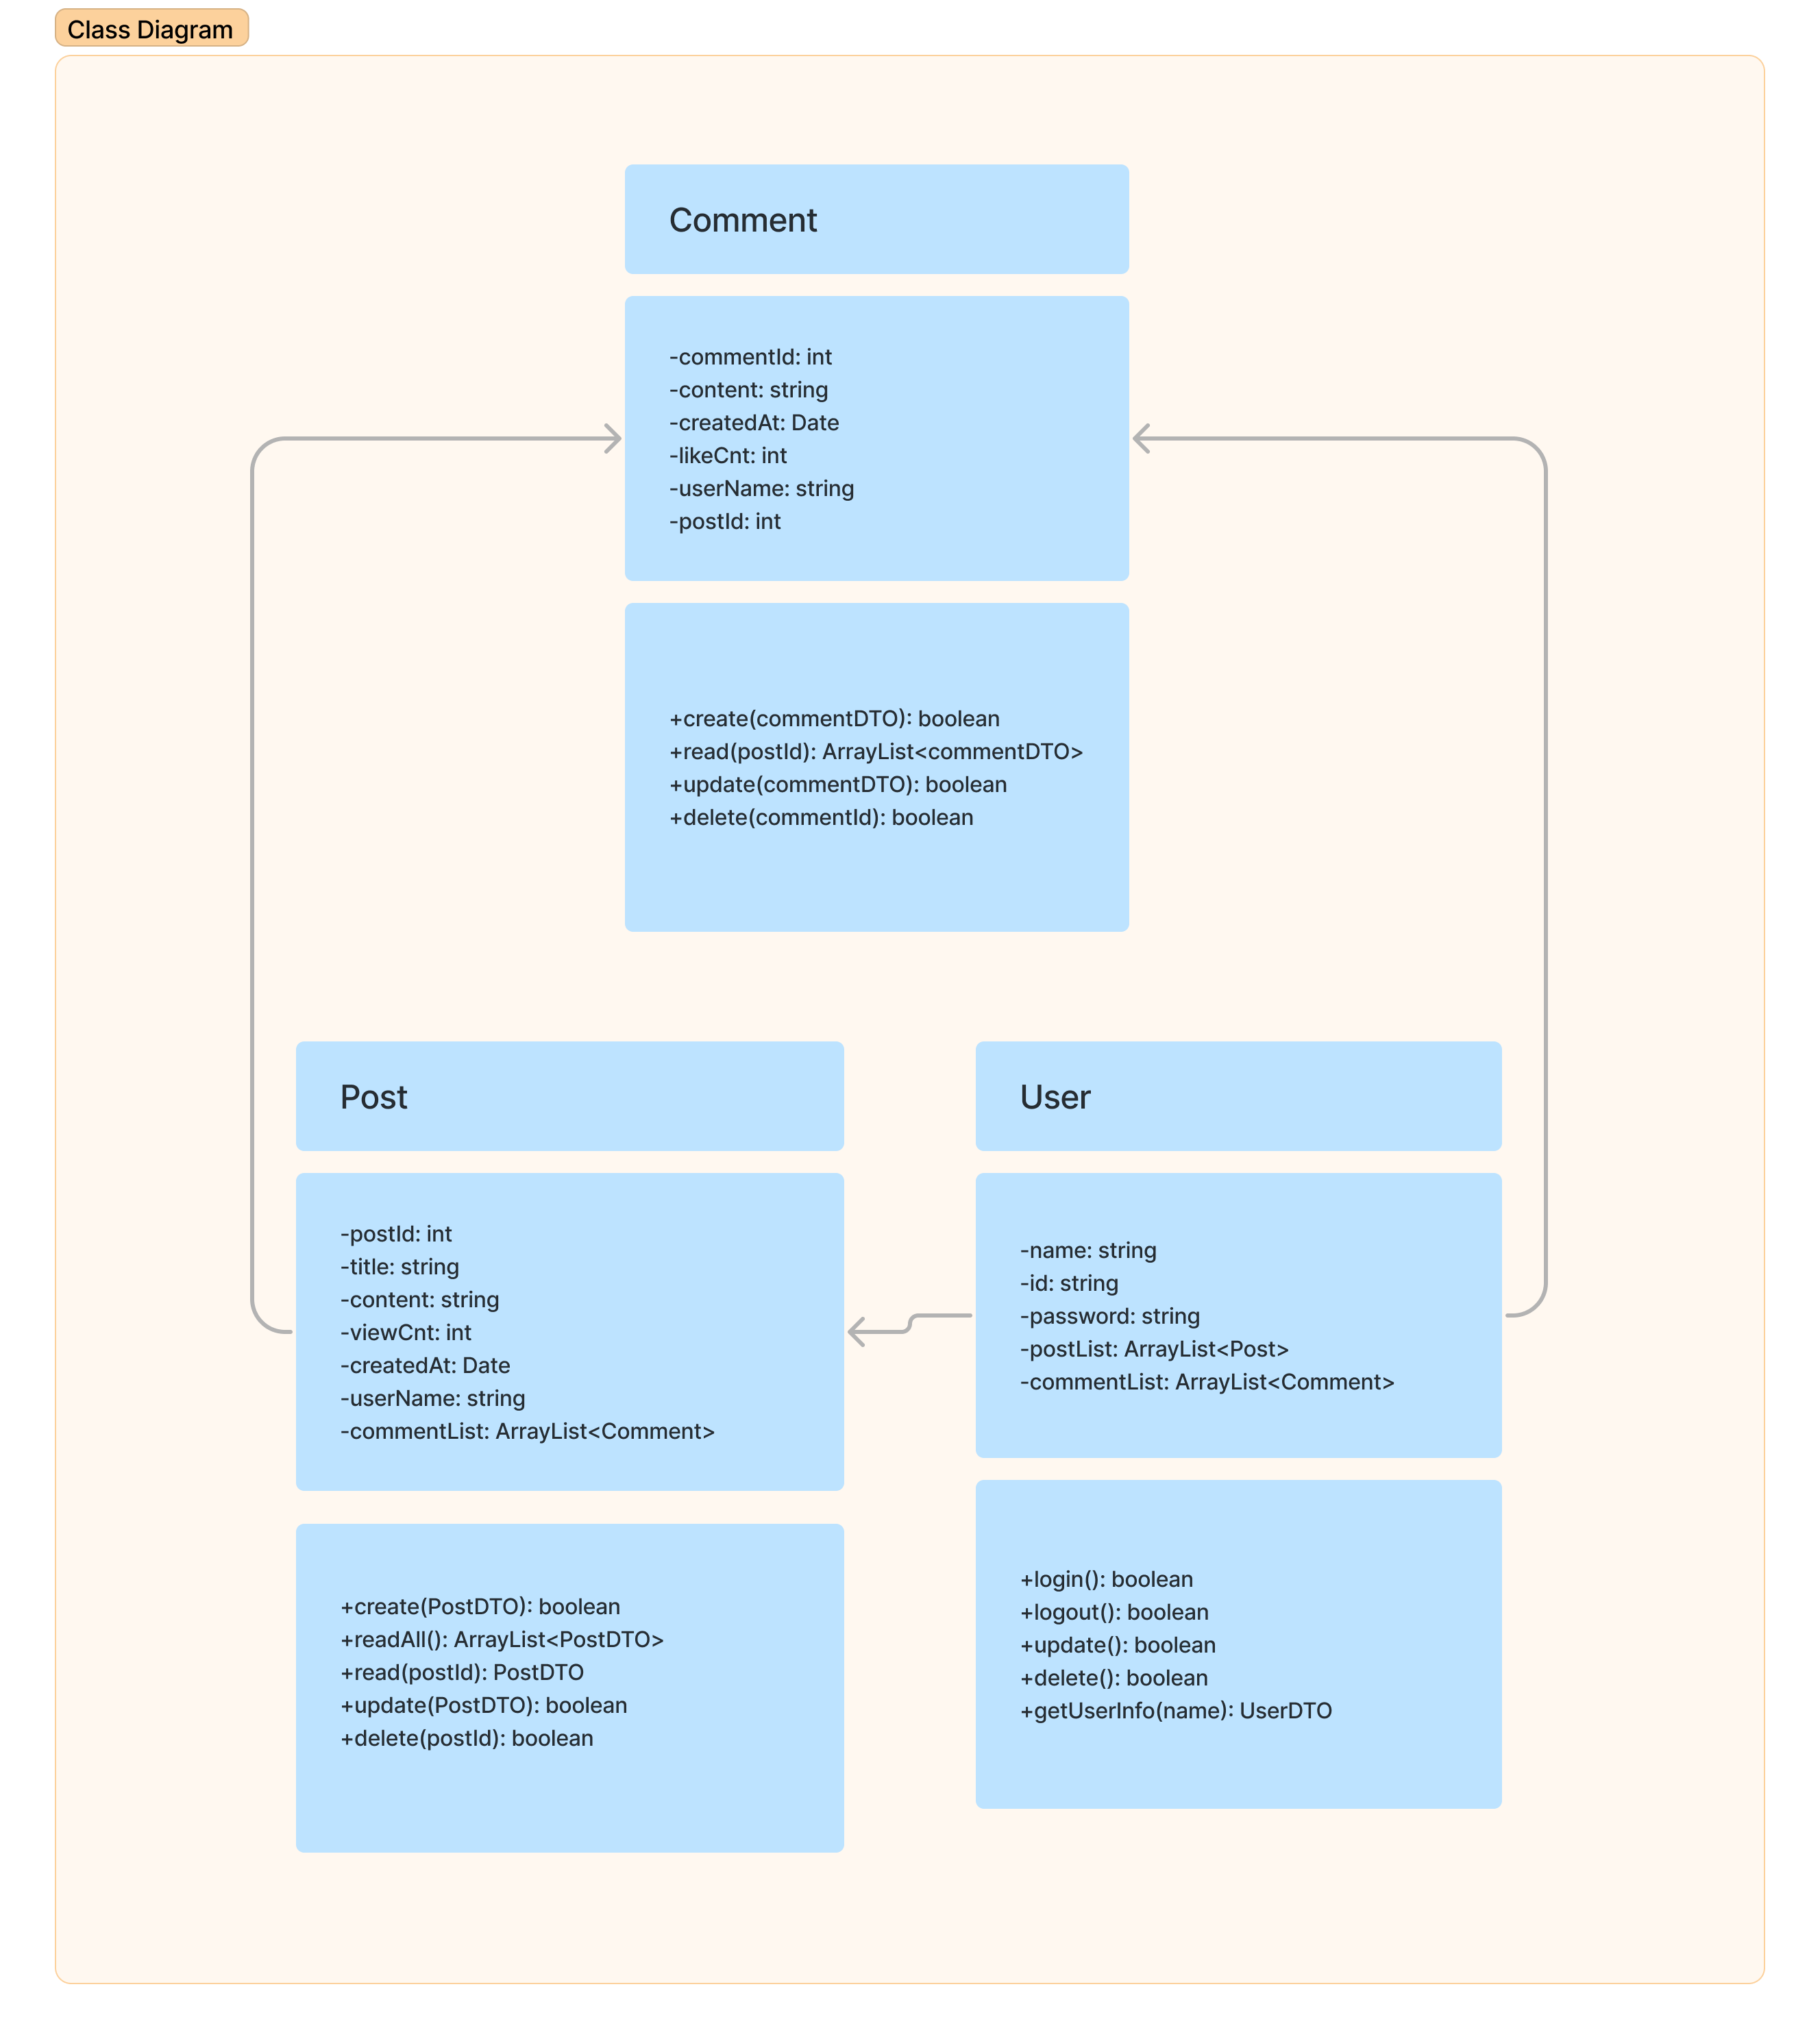 Class Diagram
Comment
-commentId: int
-content: string
-createdAt: Date
-likeCnt: int
-userName: string
-postId: int
+create(commentDTO): boolean
+read(postId): ArrayList<commentDTO>
+update(commentDTO): boolean
+delete(commentId): boolean
Post
-postId: int
-title: string
-content: string
-viewCnt: int
-createdAt: Date
-userName: string
-commentList: ArrayList<Comment>
+create(PostDTO): boolean
+readAll(): ArrayList<PostDTO>
+read(postId): PostDTO
+update(PostDTO): boolean
+delete(postId): boolean
User
-name: string
-id: string
-password: string
-postList: ArrayList<Post>
-commentList: ArrayList<Comment>
+login(): boolean
+logout(): boolean
+update(): boolean
+delete(): boolean
+getUserInfo(name): UserDTO